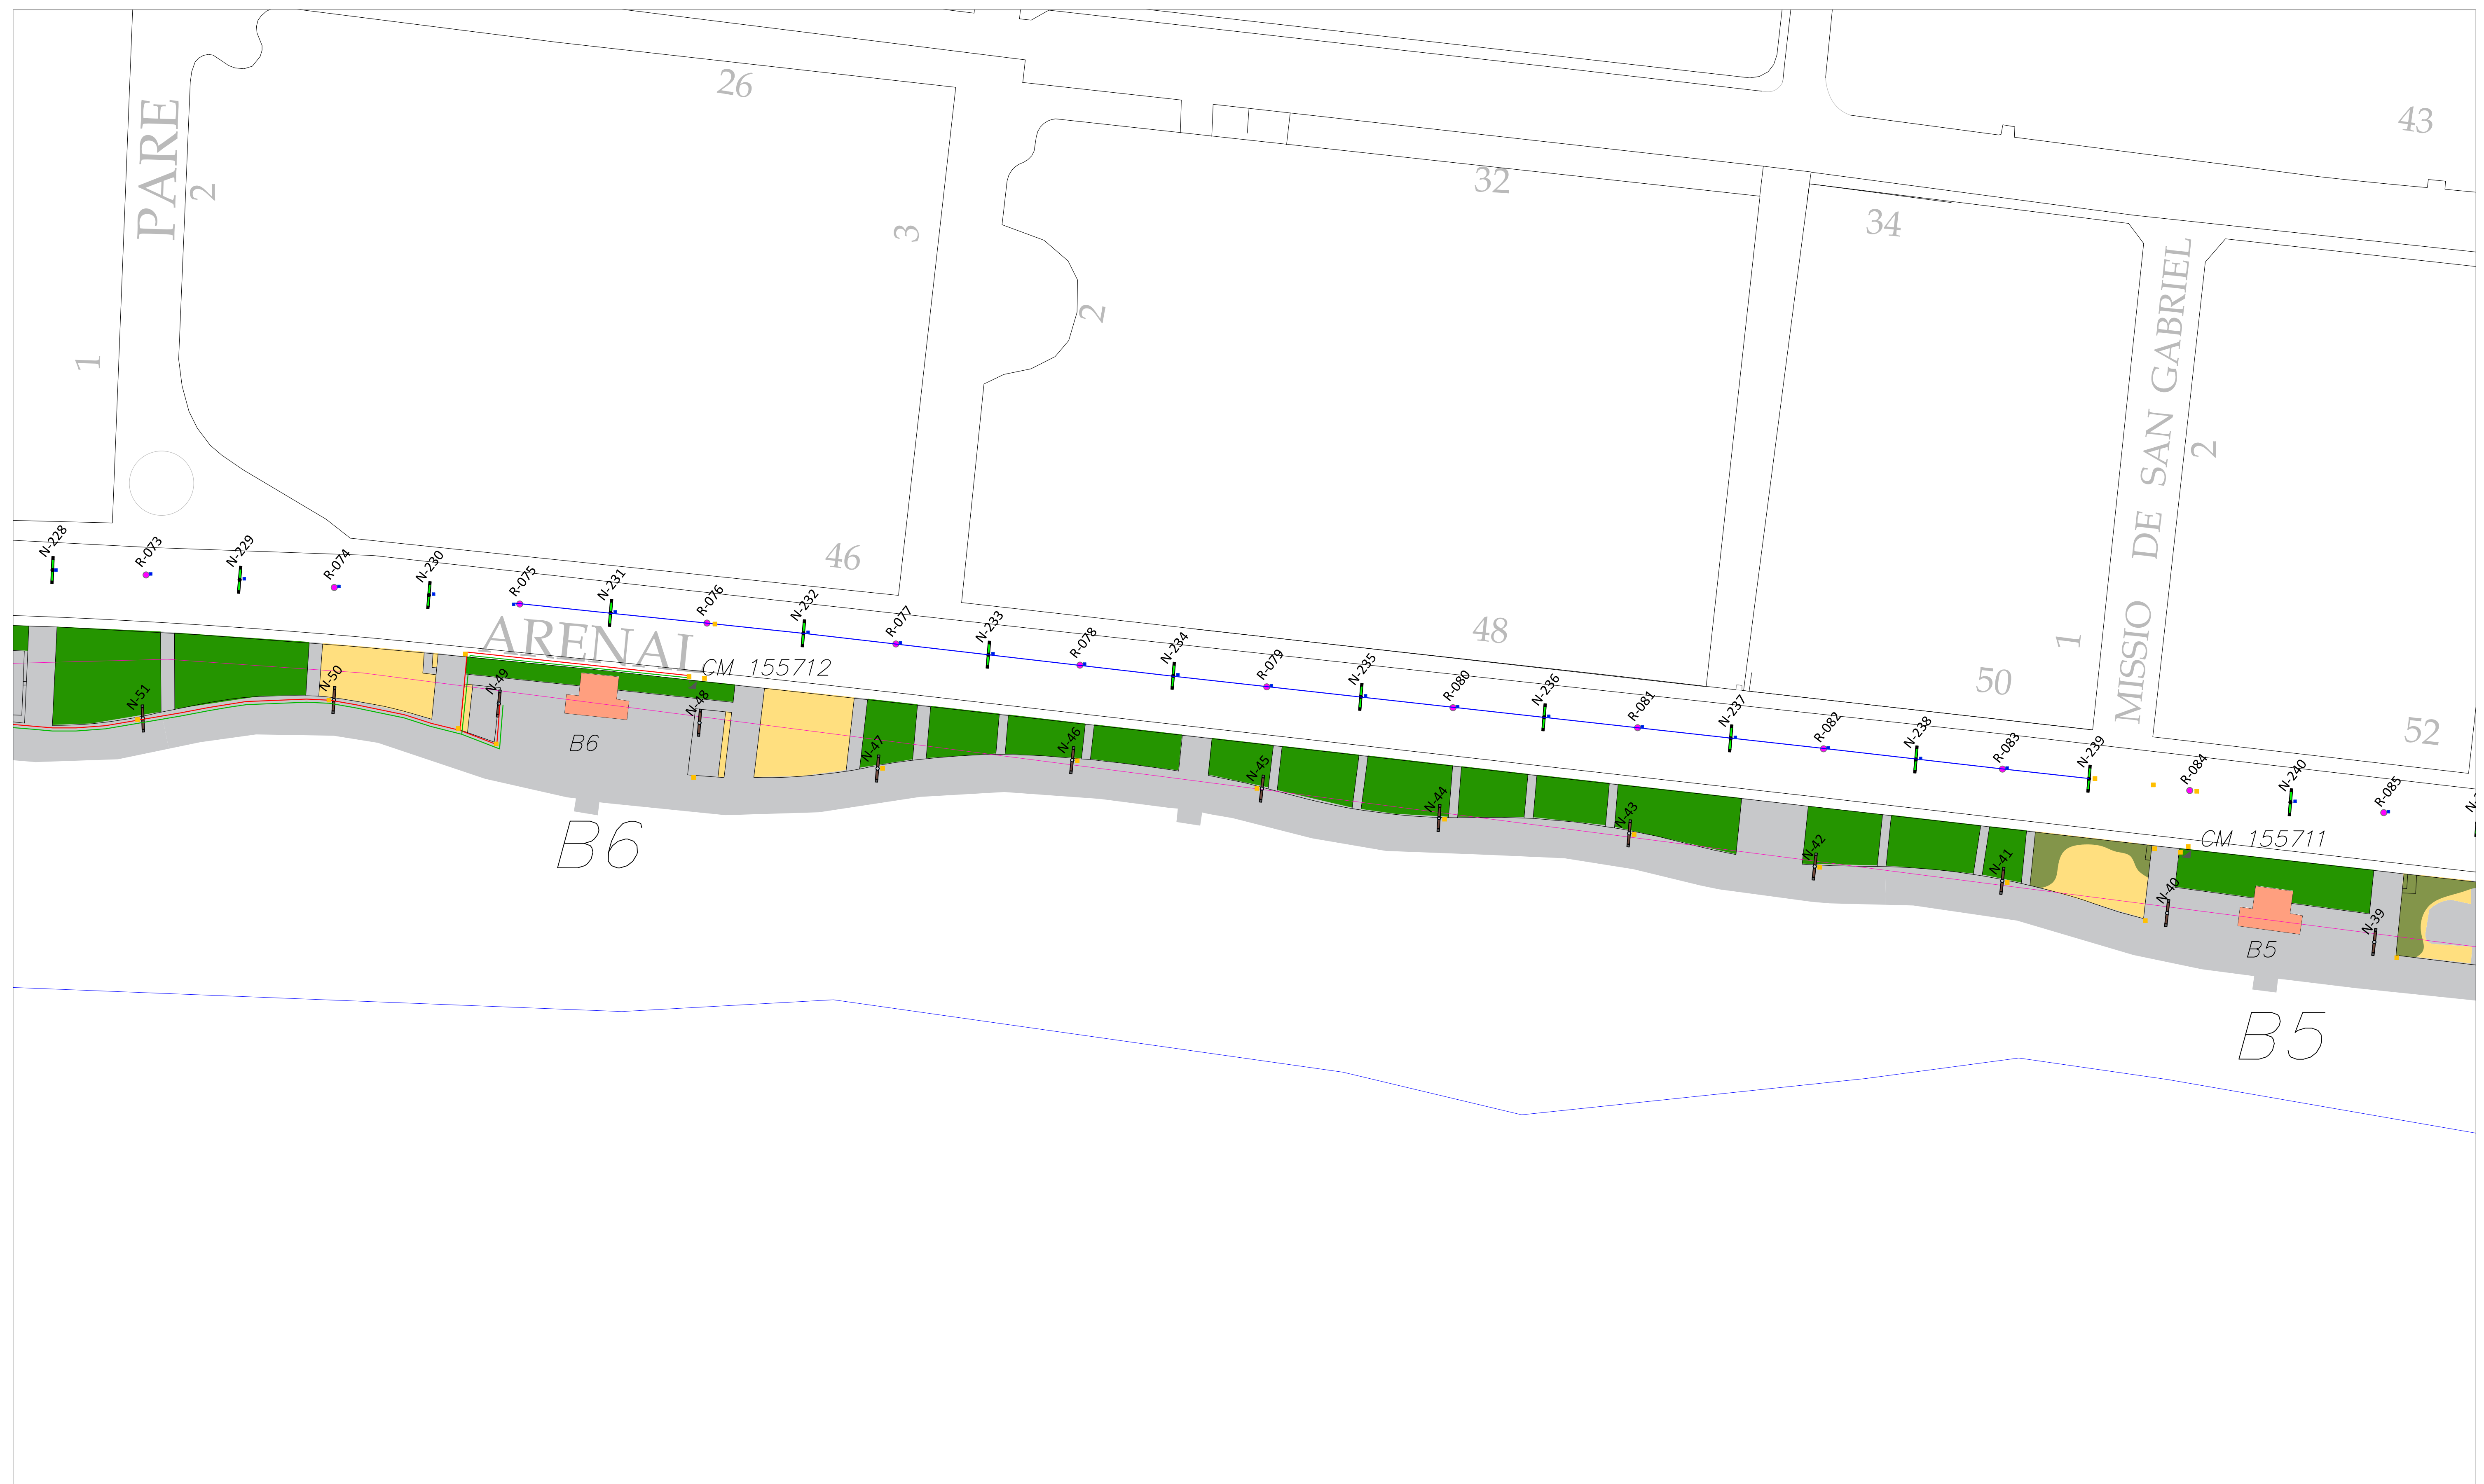 26
43
PARE
2
32
34
3
2
1
MISSIO DE SAN GABRIEL
2
N-228
R-073
N-229
R-074
N-230
R-075
N-231
R-076
N-232
R-077
N-233
R-078
N-234
R-079
N-235
R-080
N-236
R-081
N-237
R-082
N-238
R-083
N-239
R-084
N-240
R-085
46
48
50
1
52
ARENAL
CM 155712
CM 155711
N-51
N-50
N-49
N-48
N-47
N-46
N-45
N-44
N-43
N-42
N-41
N-40
N-39
B6
B6
B5
B5